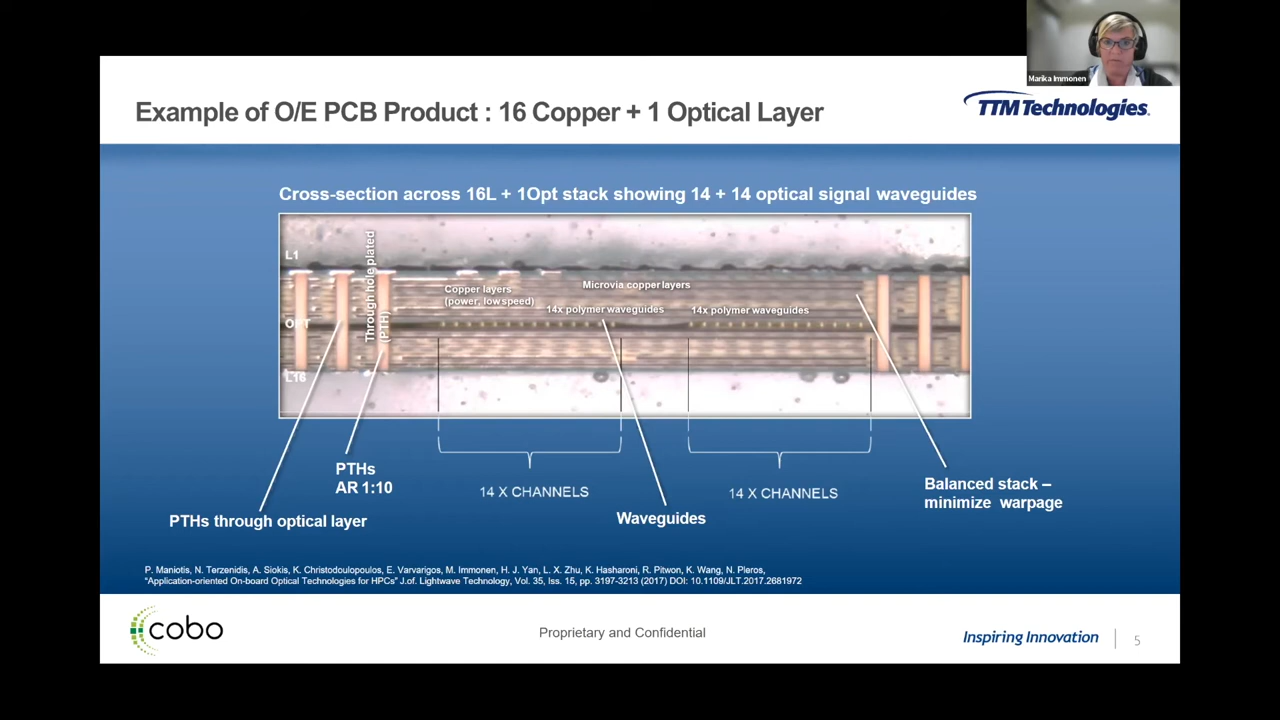 Marika Immonen
Example of O/E PCB Product : 16 Copper + 1 Optical Layer
TTM Technologies®
Cross-section across 16L + 1Opt stack showing 14 + 14 optical signal waveguides
L1
Through hole plated
(PTH)
Copper layers
(power, low speed)
Microvia copper layers
14x polymer waveguides
14x polymer waveguides
OPT
L16
PTHs
AR 1:10
14 X CHANNELS
14 X CHANNELS
Balanced stack –
minimize warpage
PTHs through optical layer
Waveguides
P. Maniotis, N. Terzenidis, A. Siokis, K. Christodoulopoulos, E. Varvarigos, M. Immonen, H. J. Yan, L. X. Zhu, K. Hasharoni, R. Pitwon, K. Wang, N. Pleros,
“Application-oriented On-board Optical Technologies for HPCs” J.of. Lightwave Technology, Vol. 35, Iss. 15, pp. 3197-3213 (2017) DOI: 10.1109/JLT.2017.2681972
cobo
Proprietary and Confidential
Inspiring Innovation
5